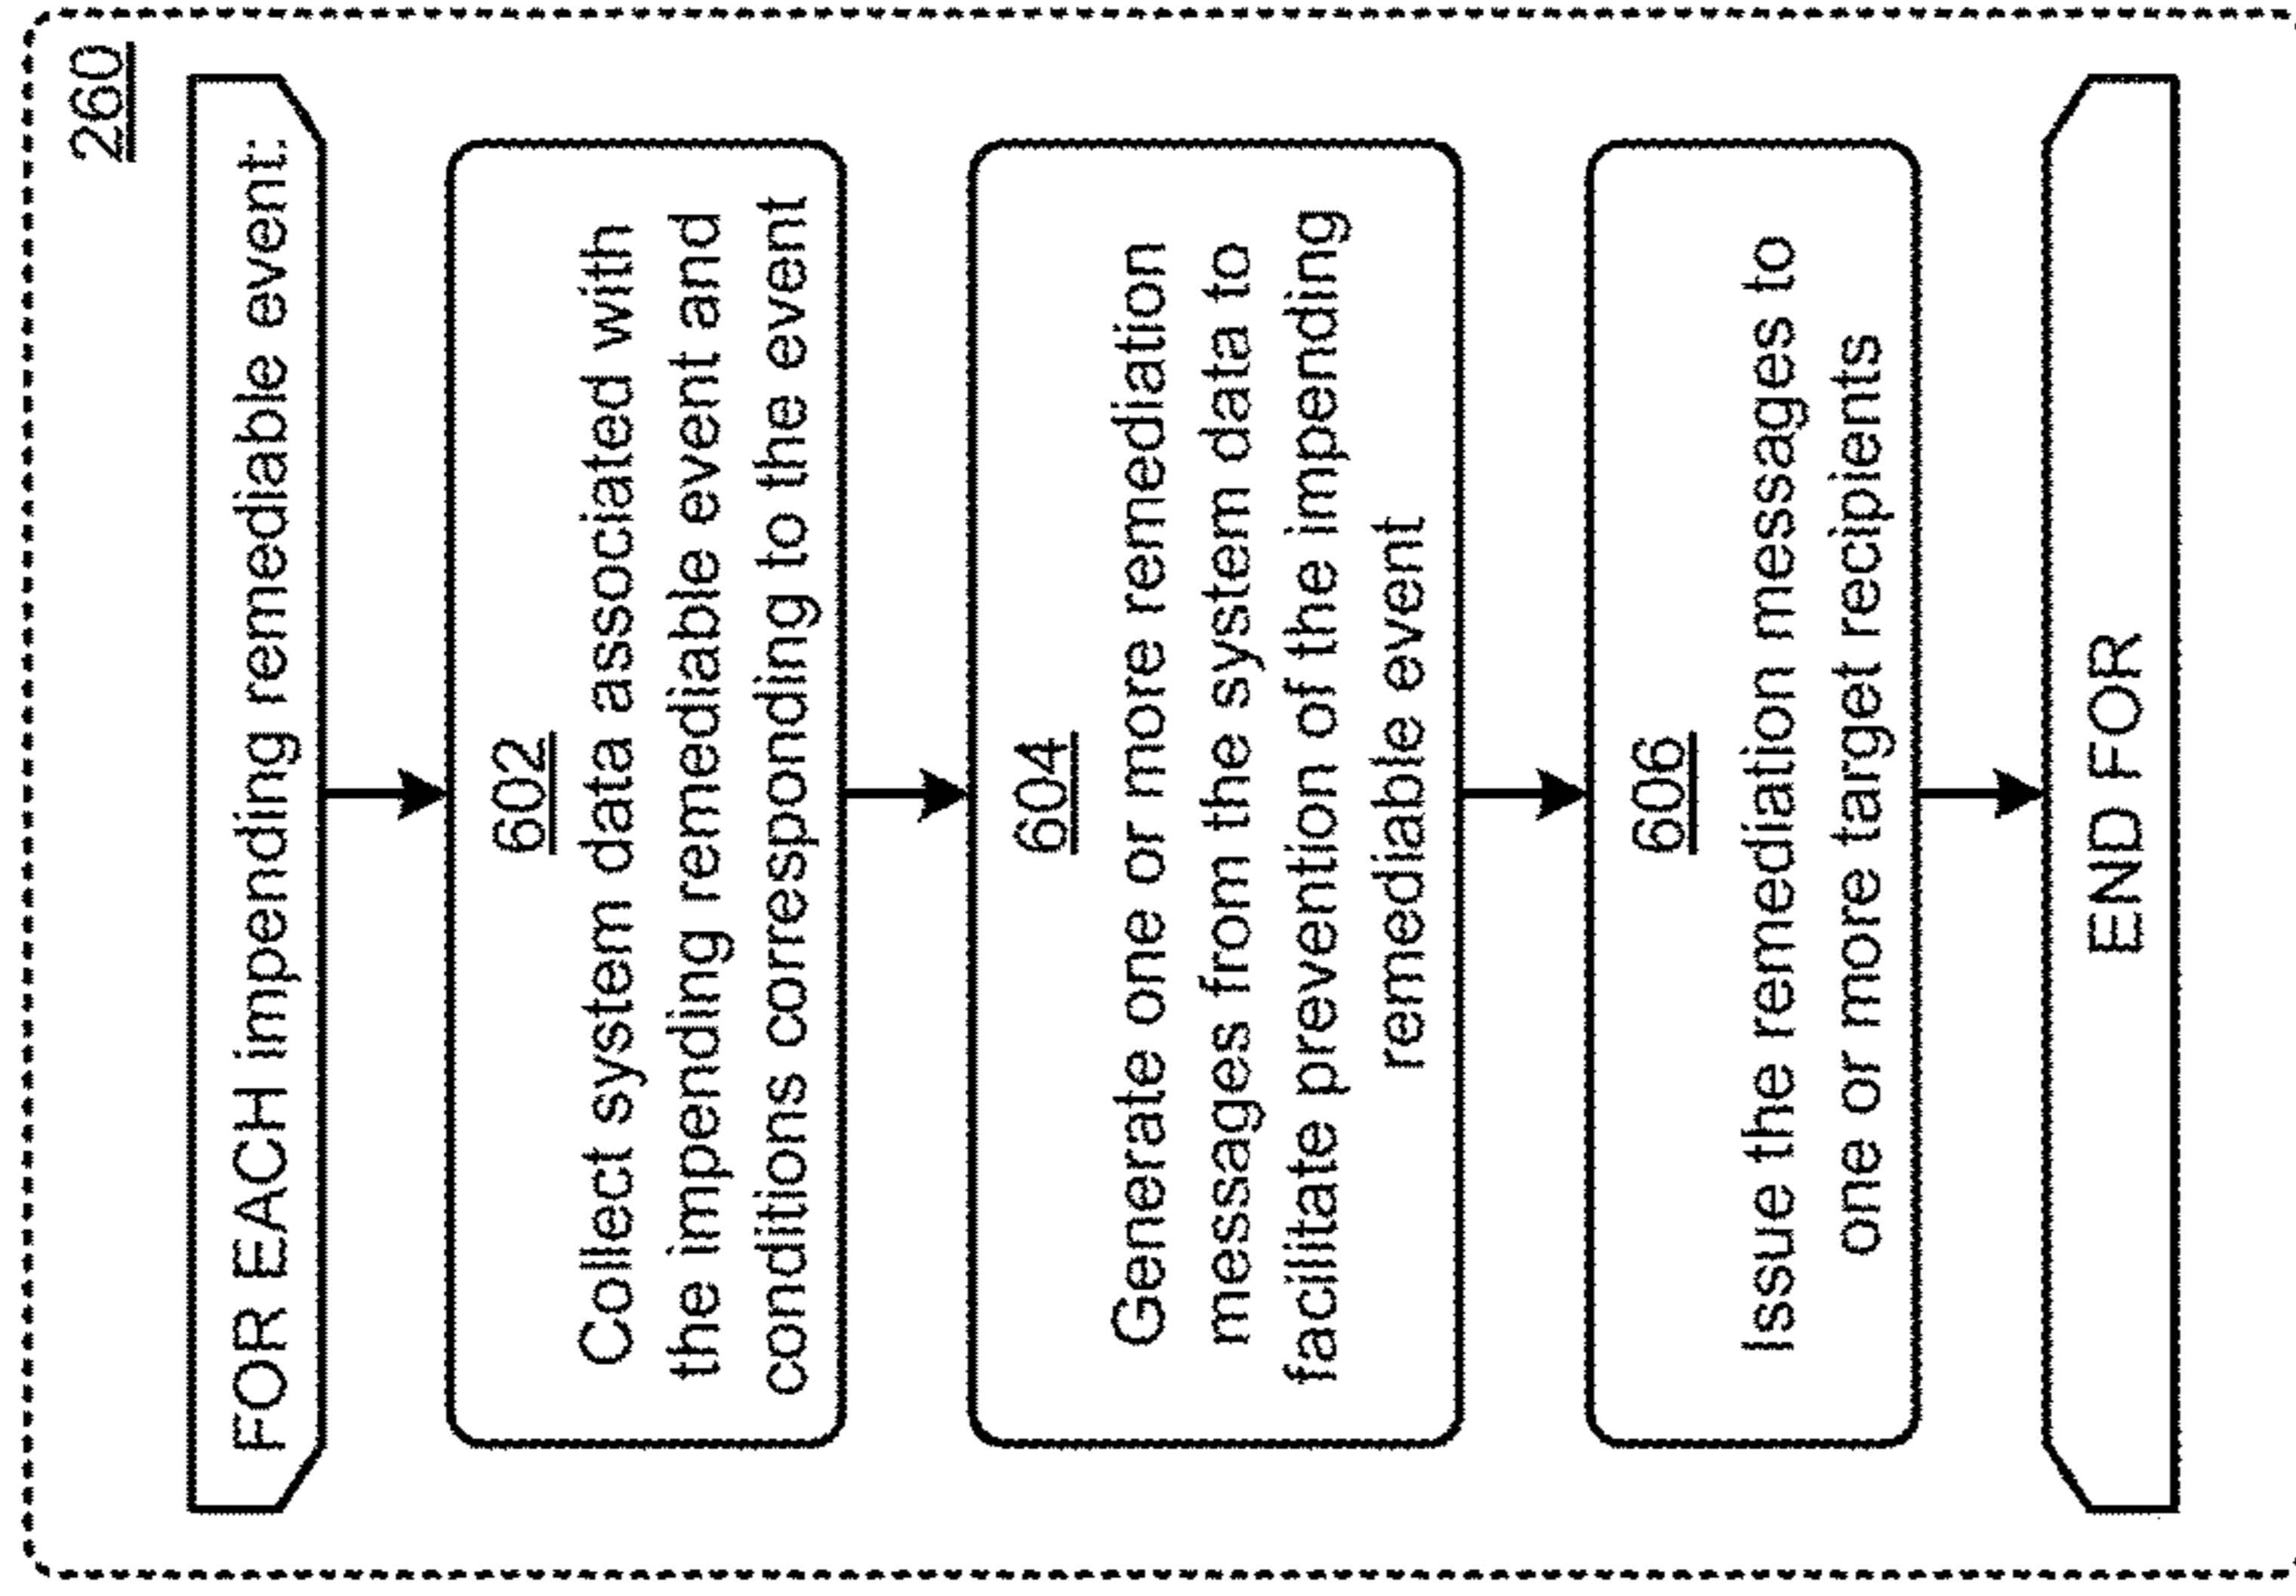 260
FOR EACH impending remediable event:
602
Collect system data associated with
the impending remediable event and
conditions corresponding to the event
604
Generate one or more remediation
messages from the system data to
facilitate prevention of the impending
remediable event
606
Issue the remediation messages to
one or more target recipients
END FOR